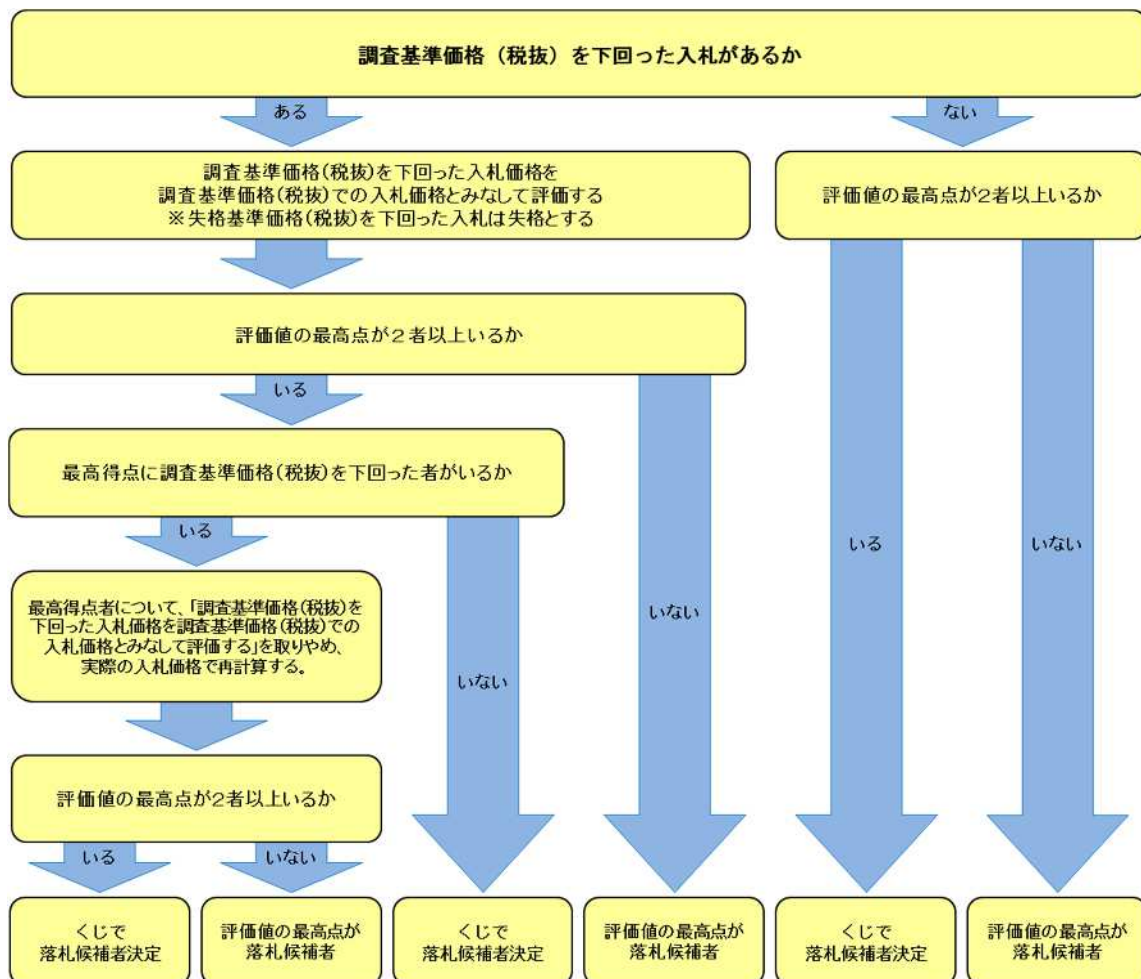 調査基準価格（税抜）を下回った入札があるか
ある
ない
調査基準価格(税抜)を下回った入札価格を
調査基準価格(税抜)での入札価格とみなして評価する
※失格基準価格(税抜)を下回った入札は失格とする
評価値の最高点が2者以上いるか
評価値の最高点が２者以上いるか
いる
最高得点に調査基準価格(税抜)を下回った者がいるか
いる
いる
いない
最高得点者について、「調査基準価格(税抜)を
下回った入札価格を調査基準価格(税抜)での
入札価格とみなして評価する」を取りやめ、
実際の入札価格で再計算する。
いない
いない
評価値の最高点が2者以上いるか
いる
いない
くじで
落札候補者決定
評価値の最高点が
落札候補者
くじで
落札候補者決定
評価値の最高点が
落札候補者
くじで
落札候補者決定
評価値の最高点が
落札候補者